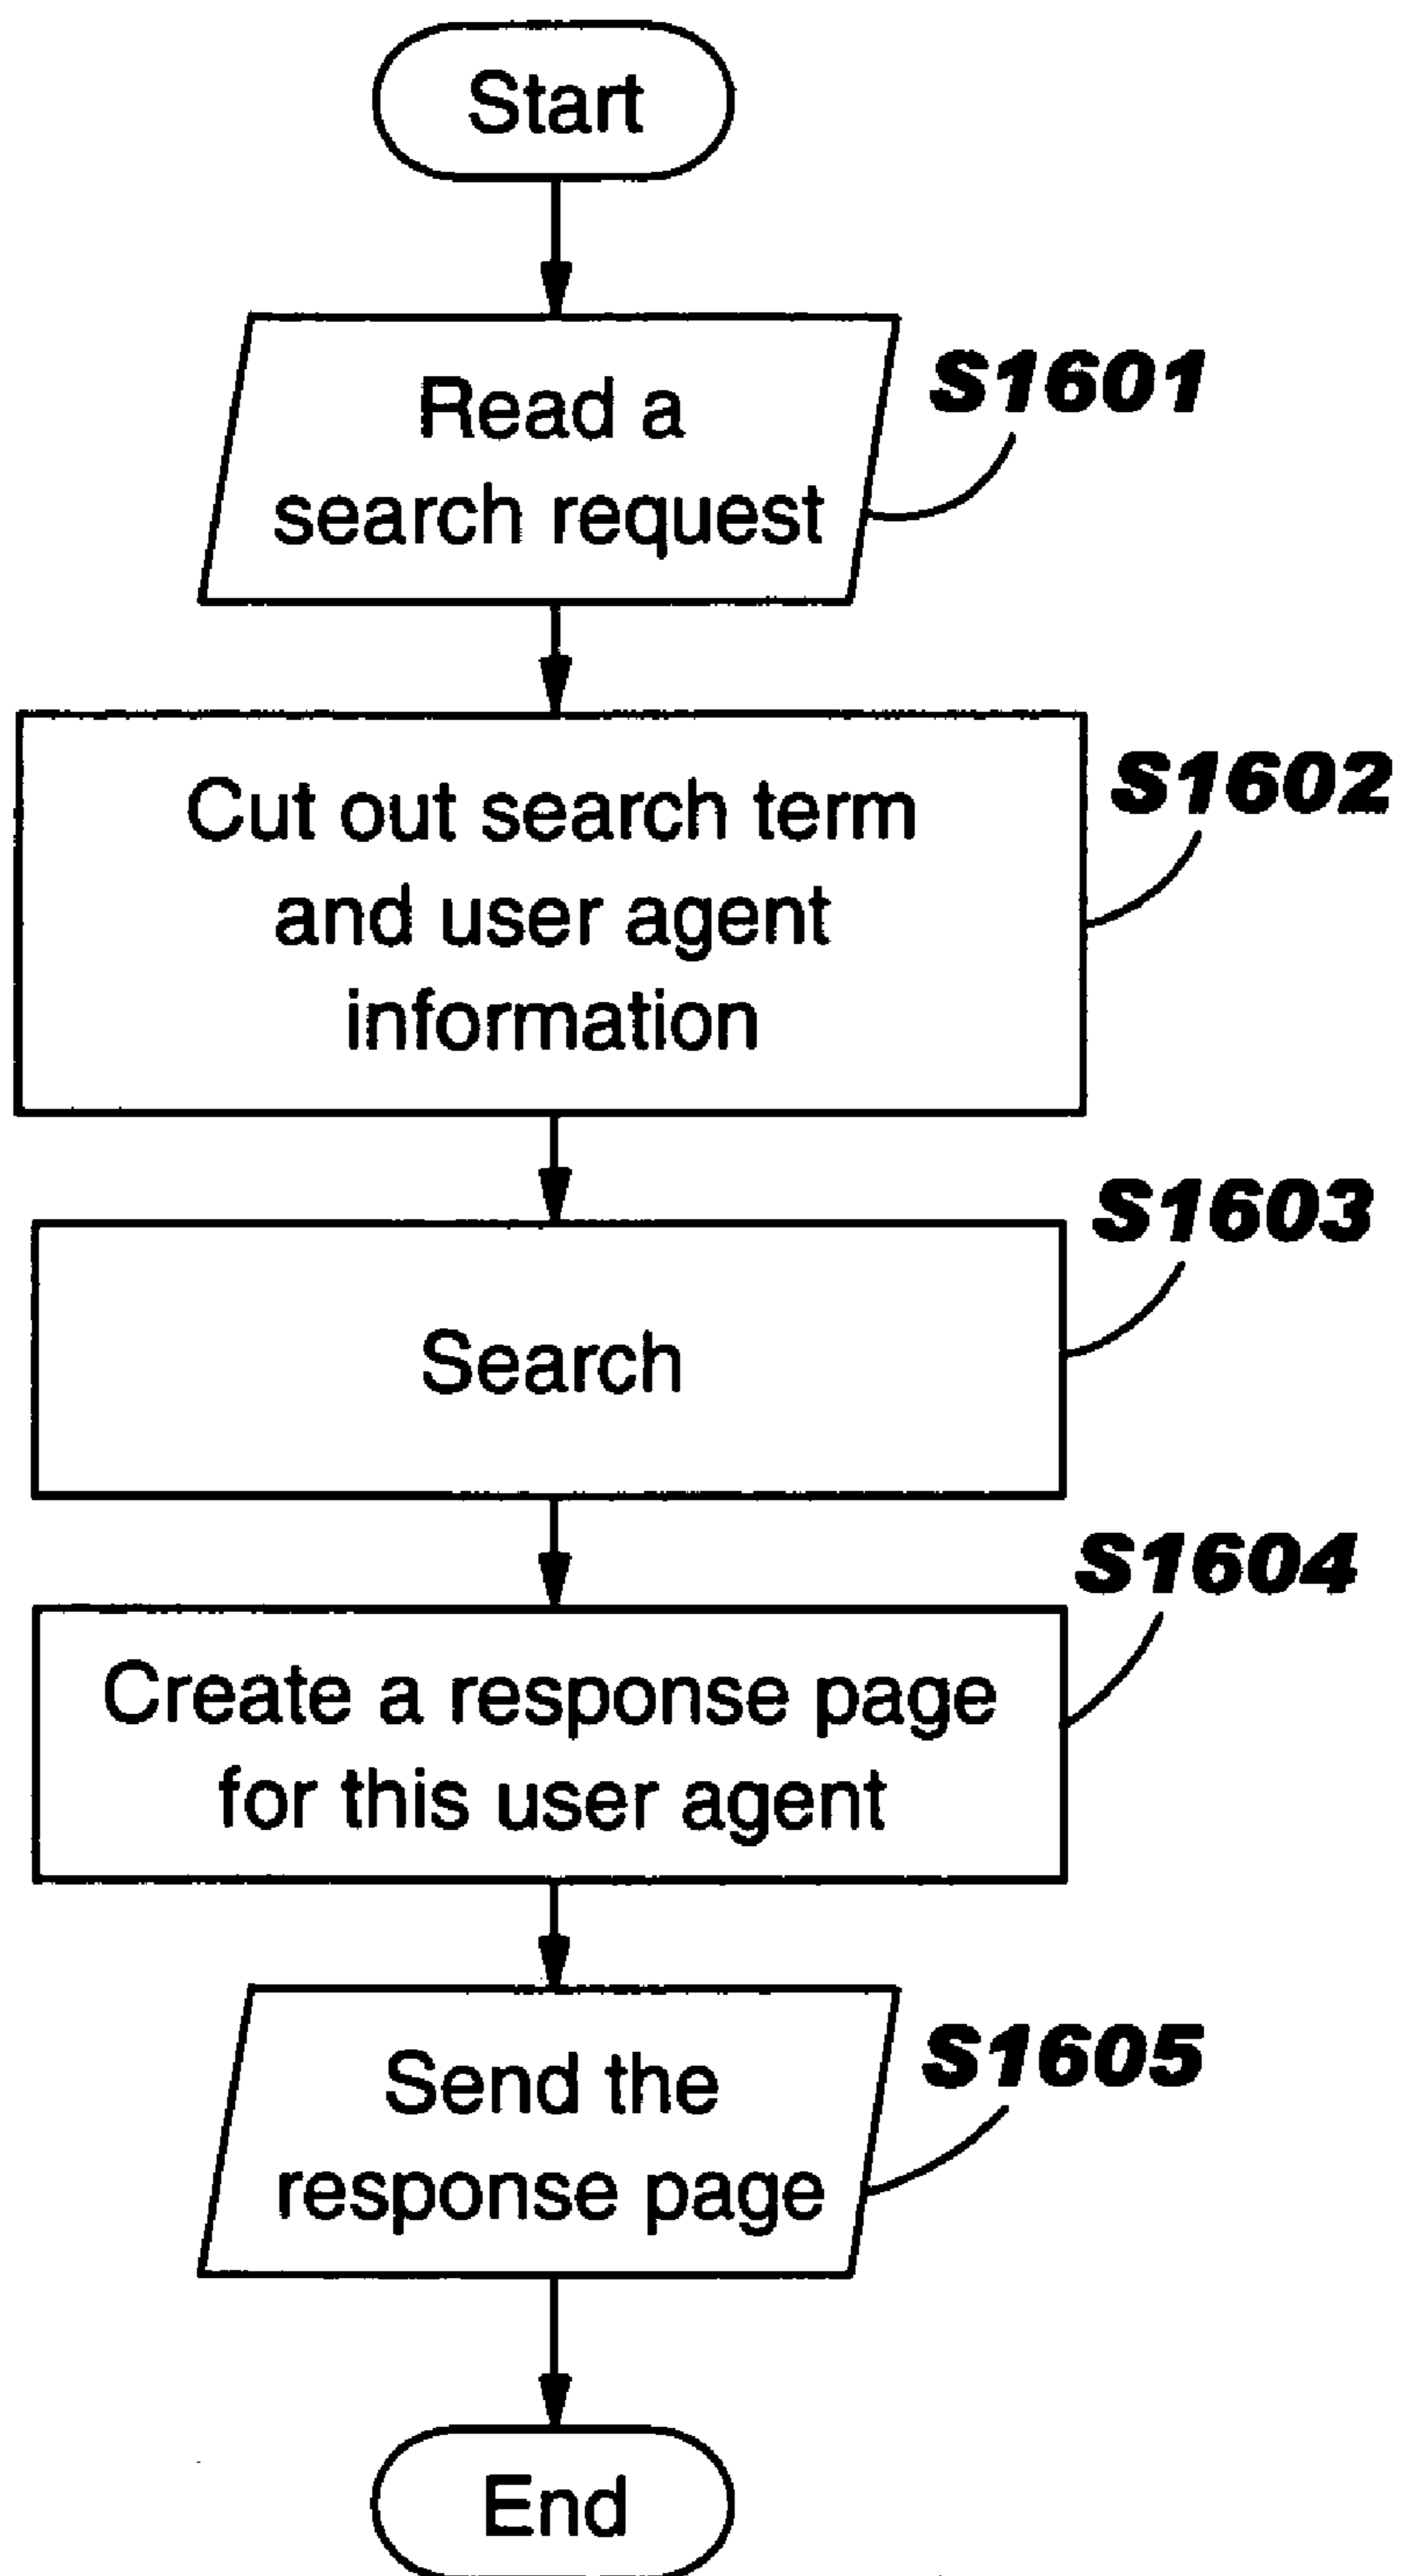 Start
Read a
search request
S1601
Cut out search term
and user agent
information
S1602
Search
S1603
Create a response page
for this user agent
S1604
Send the
response page
S1605
End